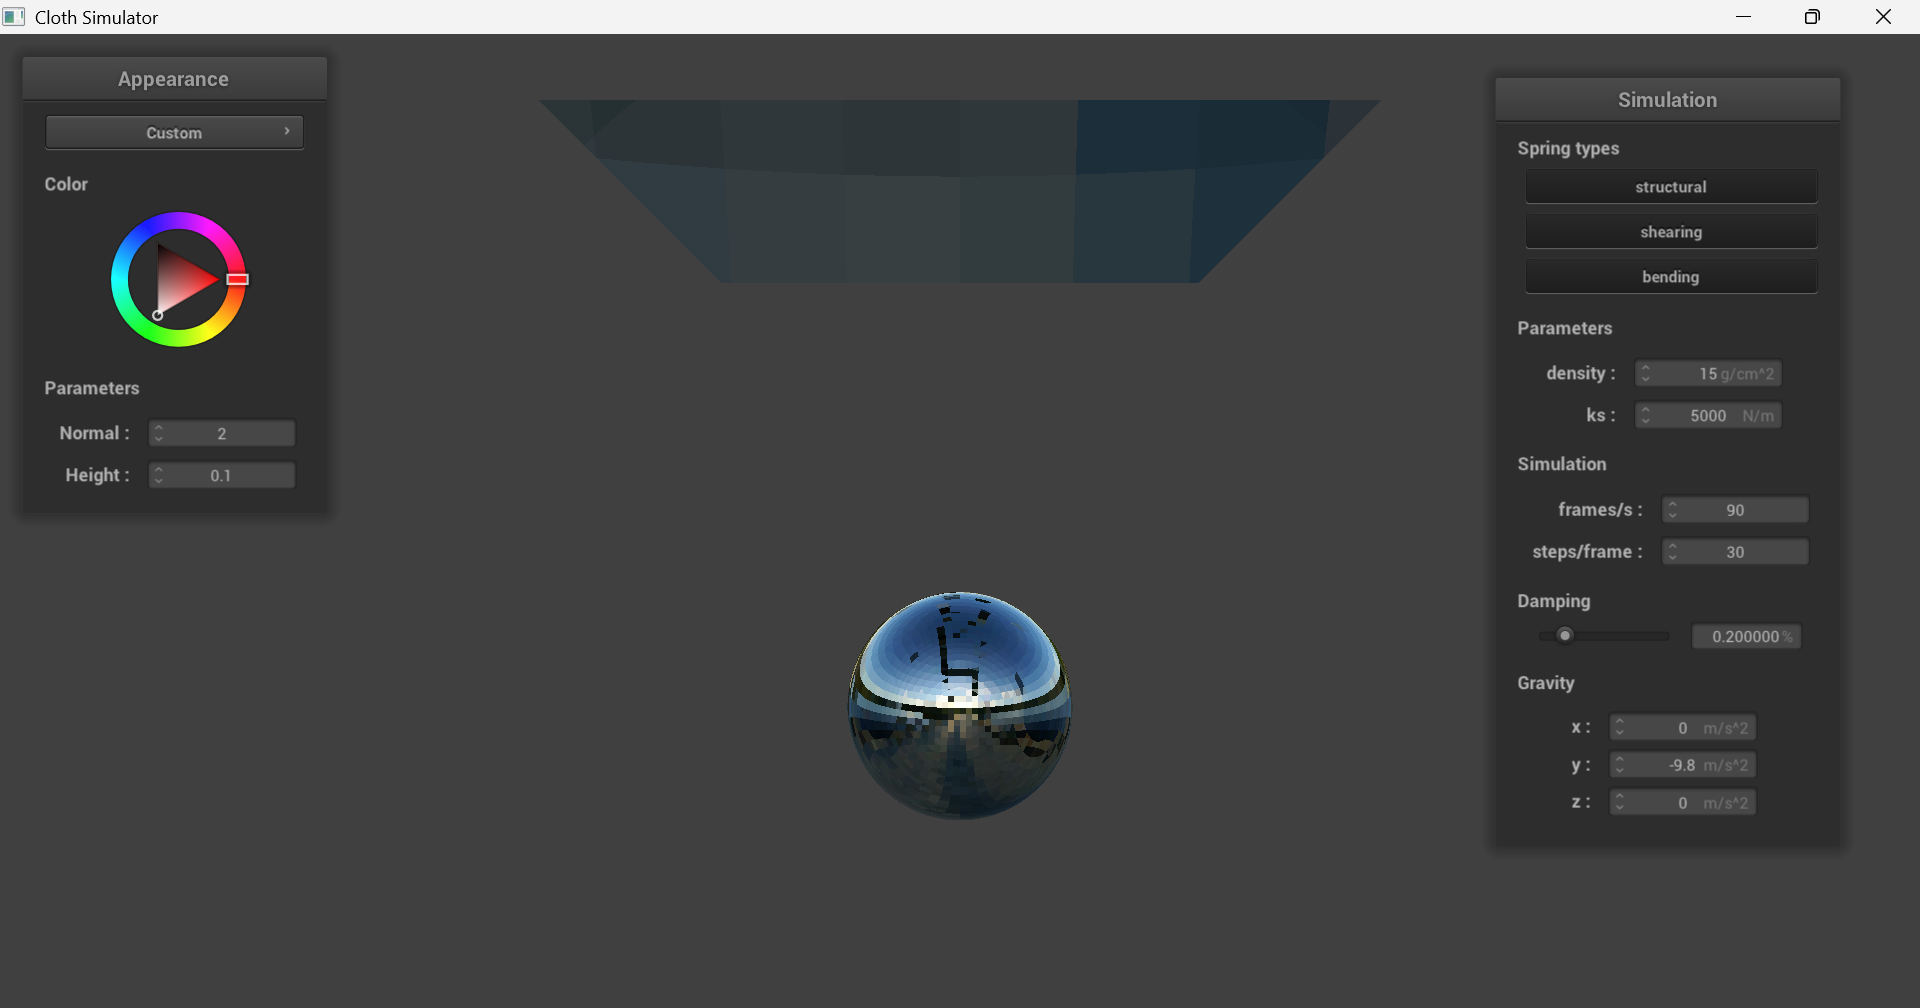 Cloth Simulator
Appearance
Custom
Color
Parameters
Normal : 2
Height : 0.1
Simulation
Spring types
structural
shearing
bending
Parameters
density : 15 g/cm^2
ks : 5000 N/m
Simulation
frames/s : 90
steps/frame : 30
Damping
0.200000 %
Gravity
x : 0 m/s^2
y : -9.8 m/s^2
z : 0 m/s^2